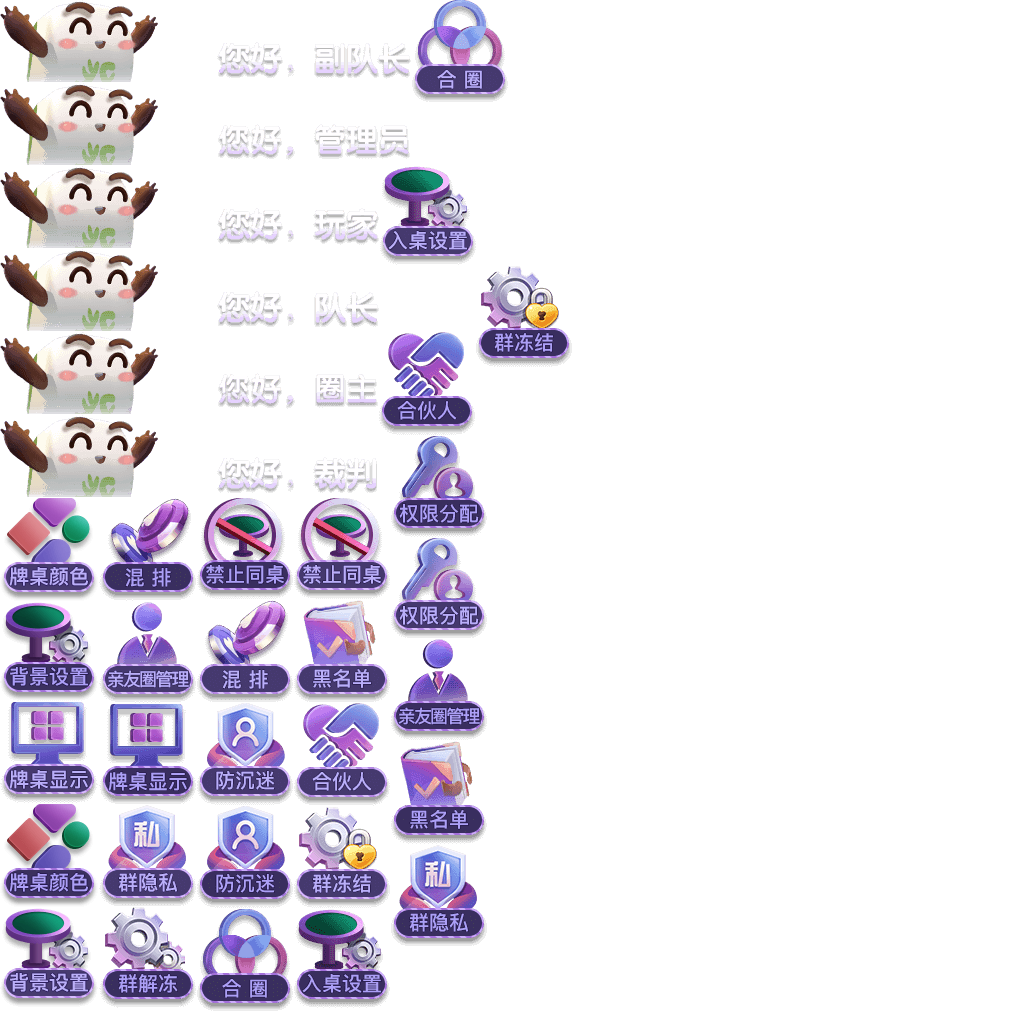 您好，副队长
合圈
您好，管理员
您好，玩家
入桌设置
您好，队长
群冻结
您好，圈主
合伙人
您好，裁判
权限分配
牌桌颜色
混排
禁止同桌
禁止同桌
权限分配
背景设置
亲友圈管理
混排
黑名单
亲友圈管理
牌桌显示
牌桌显示
防沉迷
合伙人
黑名单
牌桌颜色
群隐私
防沉迷
群冻结
群隐私
背景设置
群解冻
合圈
入桌设置